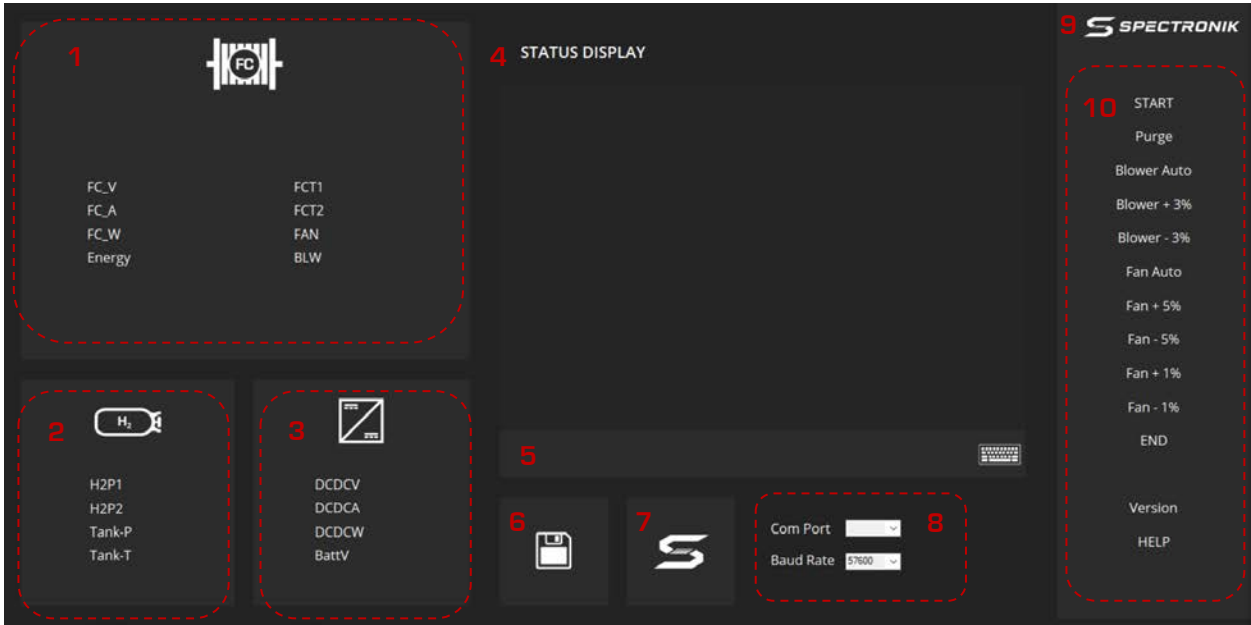 1
FC
FC_V FCT1
FC_A FCT2
FC_W FAN
Energy BLW
2
H2
H2P1
H2P2
Tank-P
Tank-T
3
DCDCV
DCDCA
DCDCW
BattV
4 STATUS DISPLAY
5
6
7
Com Port
Baud Rate 57600
8
9 SPECTRONIK
10
START
Purge
Blower Auto
Blower + 3%
Blower - 3%
Fan Auto
Fan + 5%
Fan - 5%
Fan + 1%
Fan - 1%
END
Version
HELP